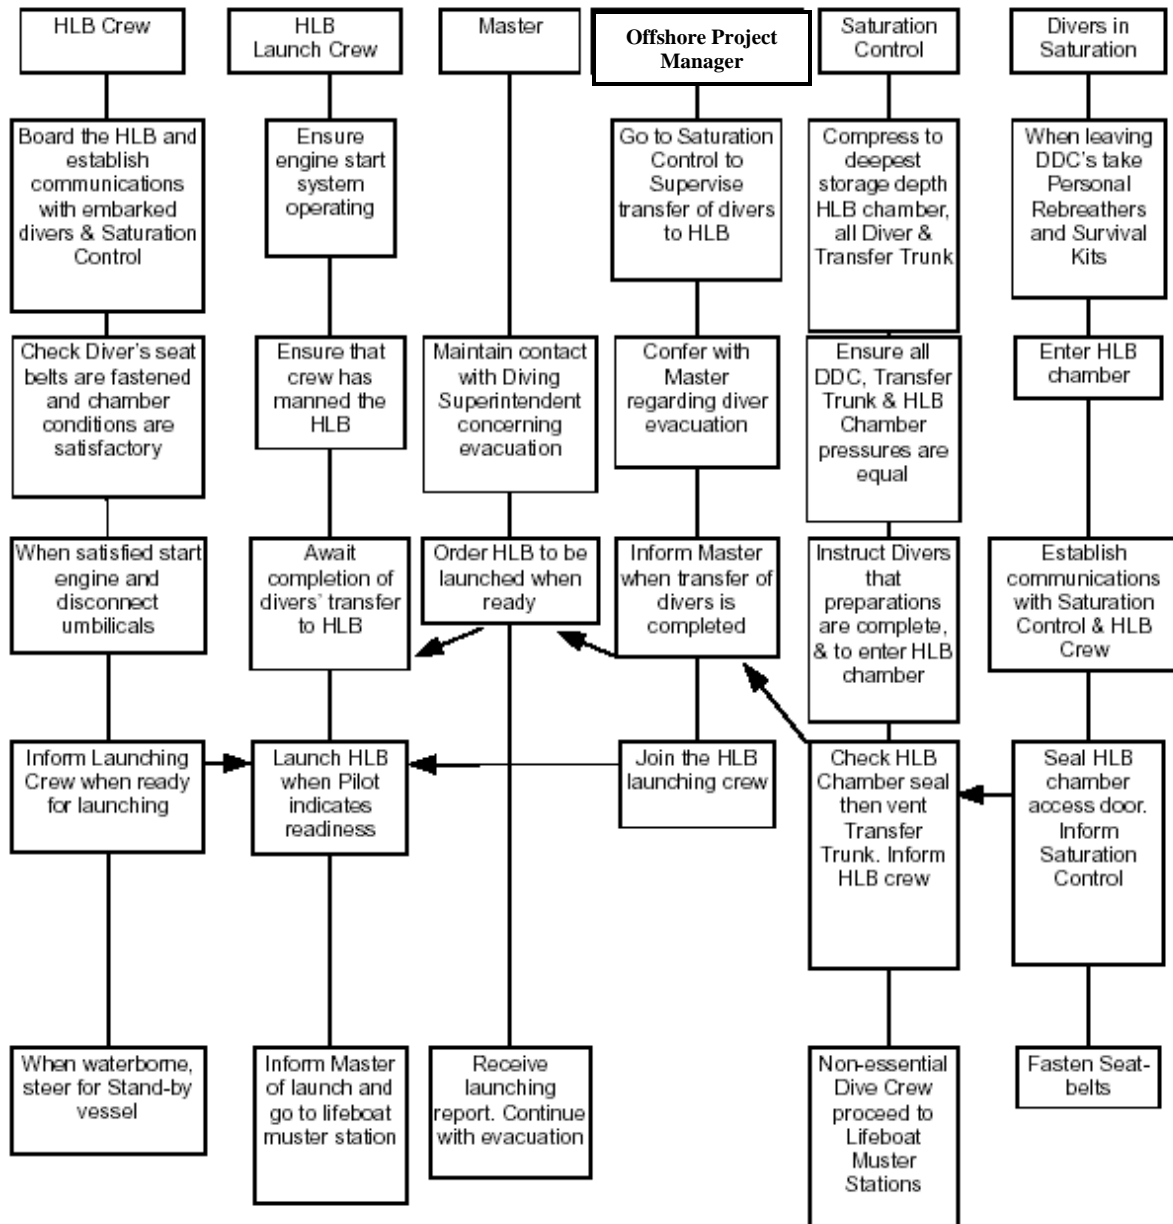 HLB Crew
HLB
Launch Crew
Master
Offshore Project
Manager
Saturation
Control
Divers in
Saturation
Board the HLB and
establish
communications
with embarked
divers & Saturation
Control
Ensure
engine start
system
operating
Go to Saturation
Control to
Supervise
transfer of divers
to HLB
Compress to
deepest
storage depth
HLB chamber,
all Diver &
Transfer Trunk
When leaving
DDC's take
Personal
Rebreathers
and Survival
Kits
Check Diver's seat
belts are fastened
and chamber
conditions are
satisfactory
Ensure that
crew has
manned the
HLB
Maintain contact
with Diving
Superintendent
concerning
evacuation
Confer with
Master
regarding diver
evacuation
Ensure all
DDC, Transfer
Trunk & HLB
Chamber
pressures are
equal
Enter HLB
chamber
When satisfied start
engine and
disconnect
umbilicals
Await
completion of
divers' transfer
to HLB
Order HLB to be
launched when
ready
Inform Master
when transfer of
divers is
completed
Instruct Divers
that
preparations
are complete,
& to enter HLB
chamber
Establish
communications
with Saturation
Control & HLB
Crew
Inform Launching
Crew when ready
for launching
Launch HLB
when Pilot
indicates
readiness
Join the HLB
launching crew
Check HLB
Chamber seal
then vent
Transfer
Trunk. Inform
HLB crew
Seal HLB
chamber
access door.
Inform
Saturation
Control
When waterborne,
steer for Stand-by
vessel
Inform Master
of launch and
go to lifeboat
muster station
Receive
launching
report. Continue
with evacuation
Non-essential
Dive Crew
proceed to
Lifeboat
Muster
Stations
Fasten Seat-
belts